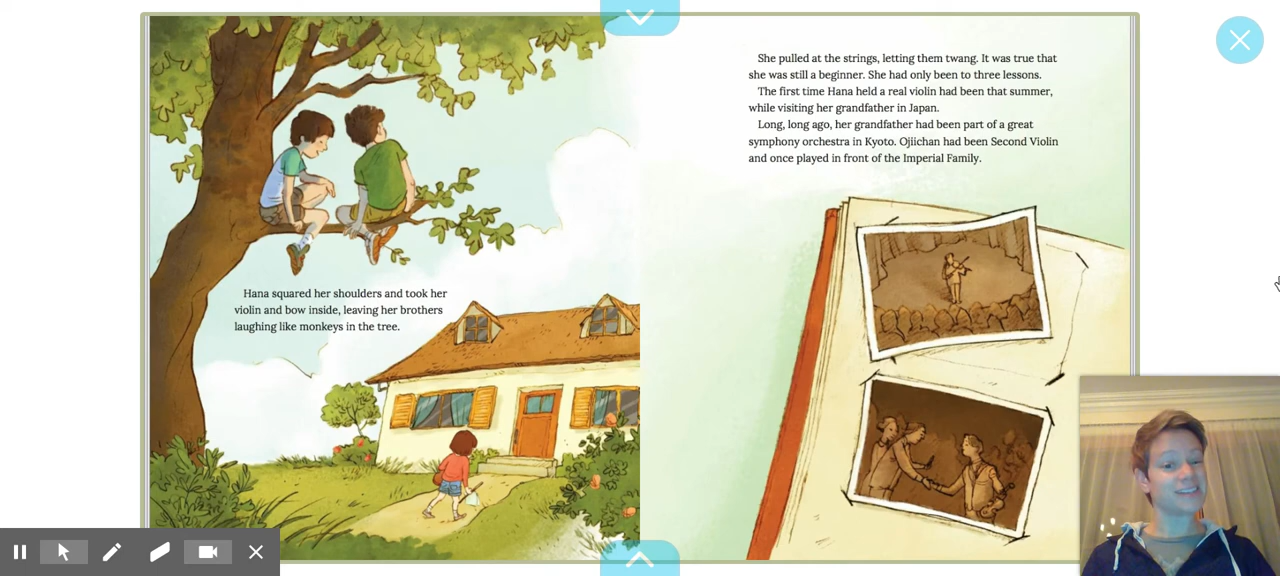 Hana squared her shoulders and took her
violin and bow inside, leaving her brothers
laughing like monkeys in the tree.
She pulled at the strings, letting them twang. It was true that
she was still a beginner. She had only been to three lessons.
The first time Hana held a real violin had been that summer,
while visiting her grandfather in Japan.
Long, long ago, her grandfather had been part of a great
symphony orchestra in Kyoto. Ojiichan had been Second Violin
and once played in front of the Imperial Family.